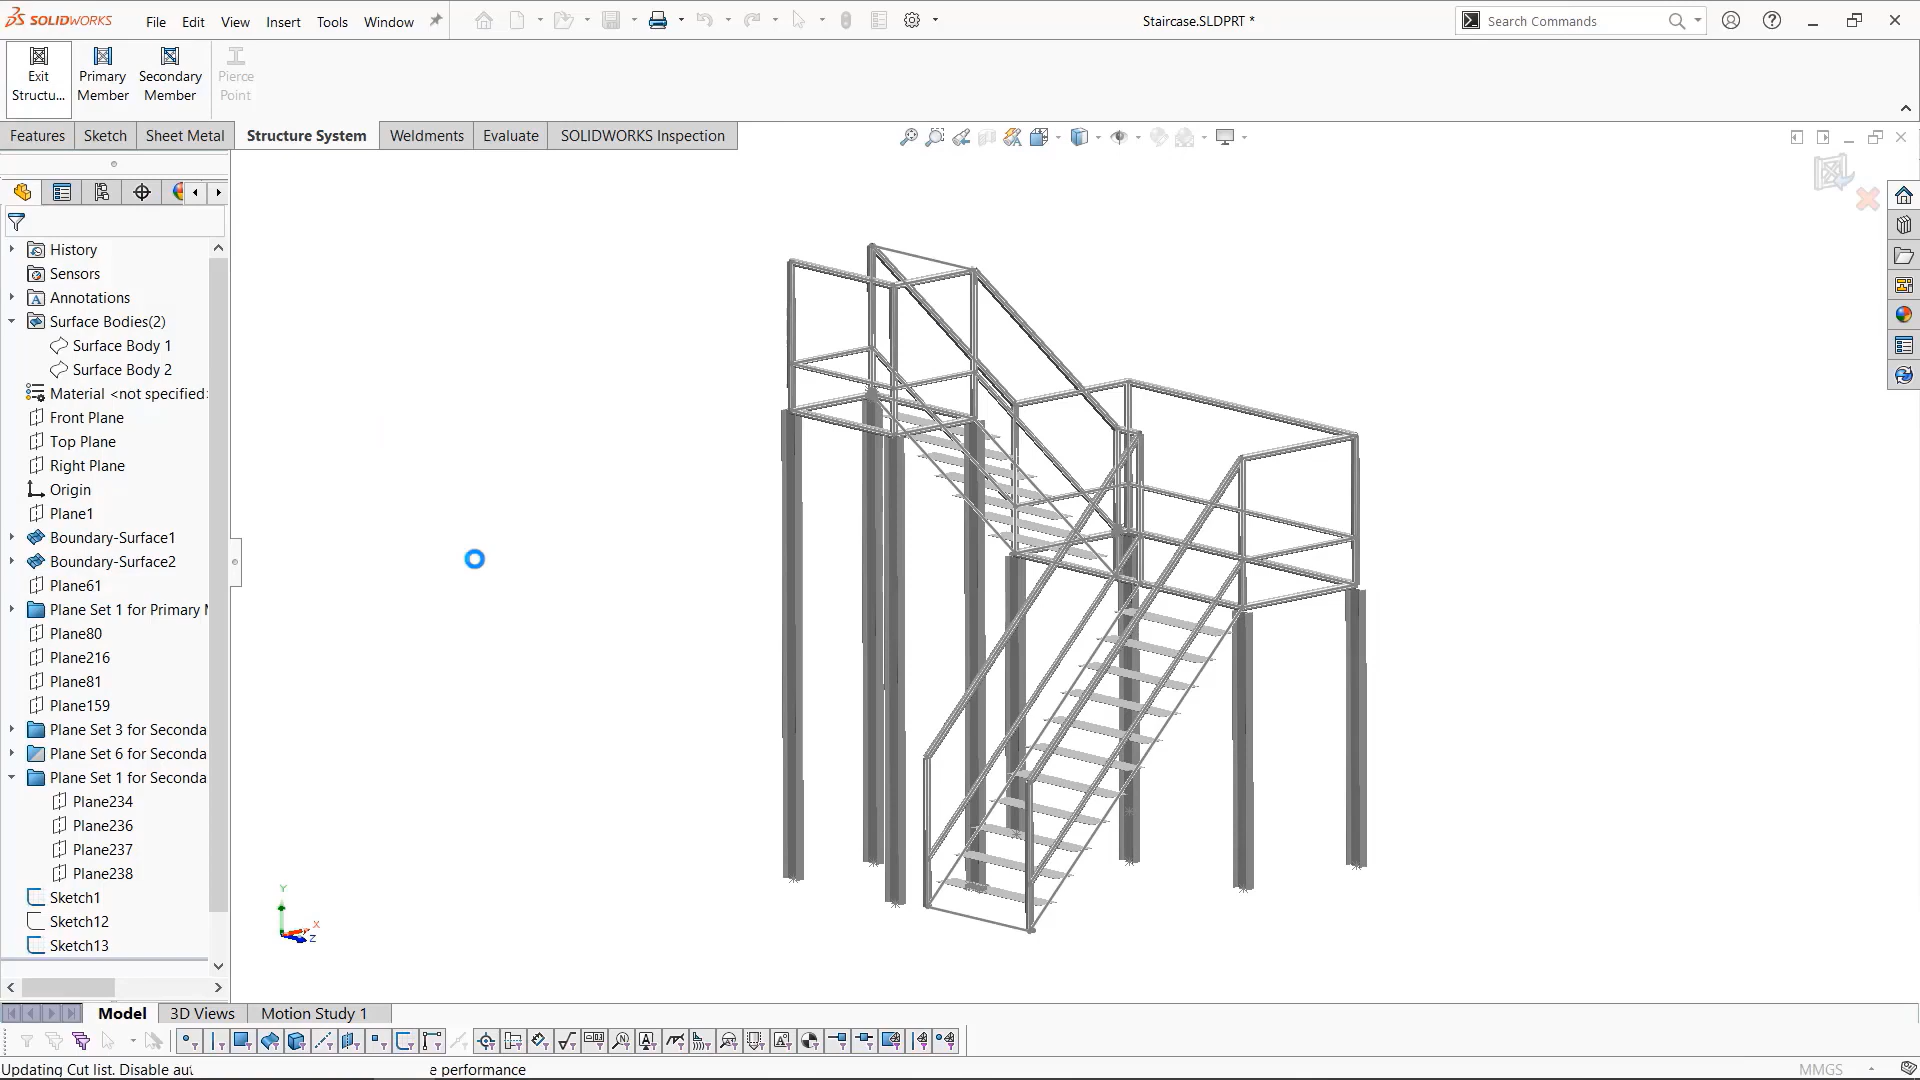 SOLIDWORKS File Edit View Insert Tools Window Staircase.SLDPRT * Search Commands
Exit Structu... Primary Member Secondary Member Pierce Point
Features Sketch Sheet Metal Structure System Weldments Evaluate SOLIDWORKS Inspection
History
Sensors
Annotations
Surface Bodies(2)
Surface Body 1
Surface Body 2
Material <not specified>
Front Plane
Top Plane
Right Plane
Origin
Plane1
Boundary-Surface1
Boundary-Surface2
Plane61
Plane Set 1 for Primary
Plane80
Plane216
Plane81
Plane159
Plane Set 3 for Seconda
Plane Set 6 for Seconda
Plane Set 1 for Seconda
Plane234
Plane236
Plane237
Plane238
Sketch1
Sketch12
Sketch13
Y
X
Z
Model 3D Views Motion Study 1
Updating Cut list. Disable aut e performance MMGS